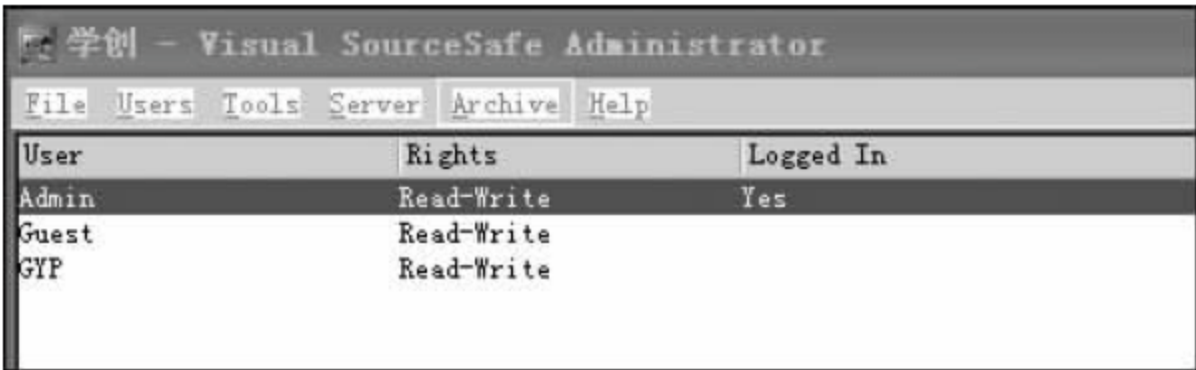 学创 - Visual SourceSafe Administrator
File Users Tools Server Archive Help
User Rights Logged In
Admin Read-Write Yes
Guest Read-Write
GYP Read-Write